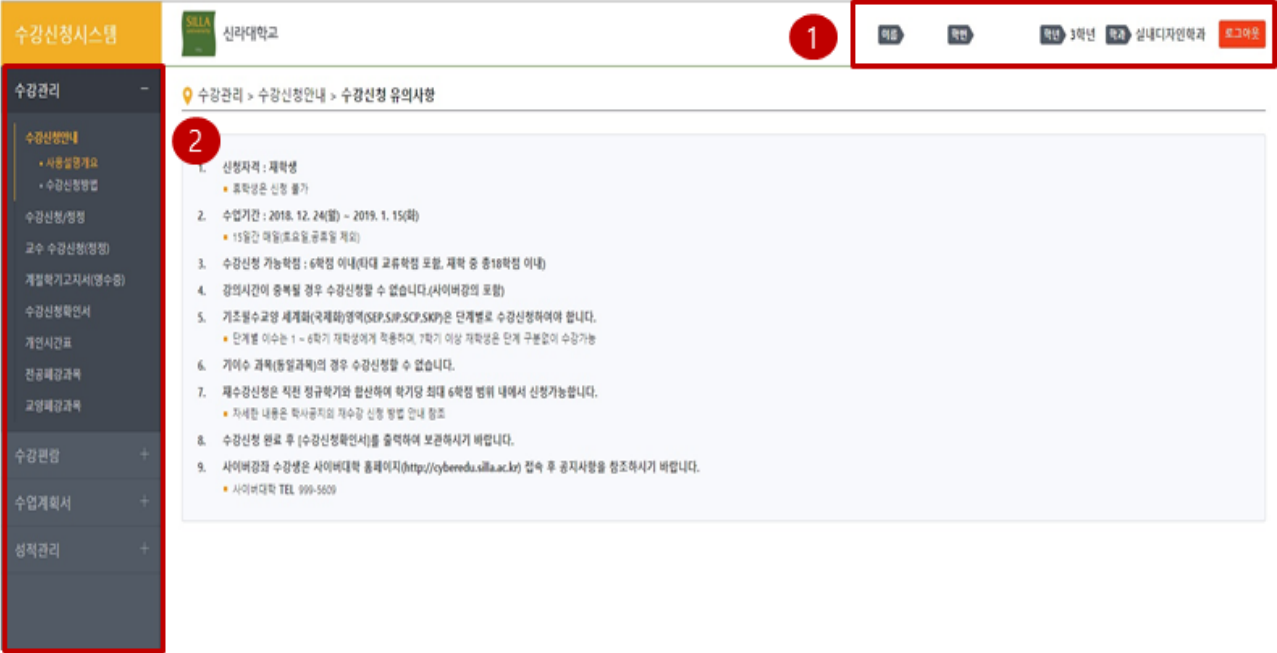 수강신청시스템
SILLA
신라대학교
1
이름 학번 학년 3학년 학과 실내디자인학과 로그아웃
수강관리 −
수강관리 > 수강신청안내 > 수강신청 유의사항
2
수강신청안내
• 사용설명개요
• 수강신청방법
수강신청/정정
교수 수강신청(정정)
계절학기고지서(영수증)
수강신청확인서
개인시간표
전공폐강과목
교양폐강과목
수강편람 +
수업계획서 +
성적관리 +
1. 신청자격 : 재학생
▪ 휴학생은 신청 불가
2. 수업기간 : 2018. 12. 24(월) ~ 2019. 1. 15(화)
▪ 15일간 매일(토요일,공휴일 제외)
3. 수강신청 가능학점 : 6학점 이내(타대 교류학점 포함, 재학 중 총18학점 이내)
4. 강의시간이 중복될 경우 수강신청할 수 없습니다.(사이버강의 포함)
5. 기초필수교양 세계화(국제화)영역(SEP,SJP,SCP,SKP)은 단계별로 수강신청하여야 합니다.
▪ 단계별 이수는 1 ~ 6학기 재학생에게 적용하며, 7학기 이상 재학생은 단계 구분없이 수강가능
6. 기이수 과목(동일과목)의 경우 수강신청할 수 없습니다.
7. 재수강신청은 직전 정규학기와 합산하여 학기당 최대 6학점 범위 내에서 신청가능합니다.
▪ 자세한 내용은 학사공지의 재수강 신청 방법 안내 참조
8. 수강신청 완료 후 [수강신청확인서]를 출력하여 보관하시기 바랍니다.
9. 사이버강좌 수강생은 사이버대학 홈페이지(http://cyberedu.silla.ac.kr) 접속 후 공지사항을 참조하시기 바랍니다.
▪ 사이버대학 TEL 999-5609